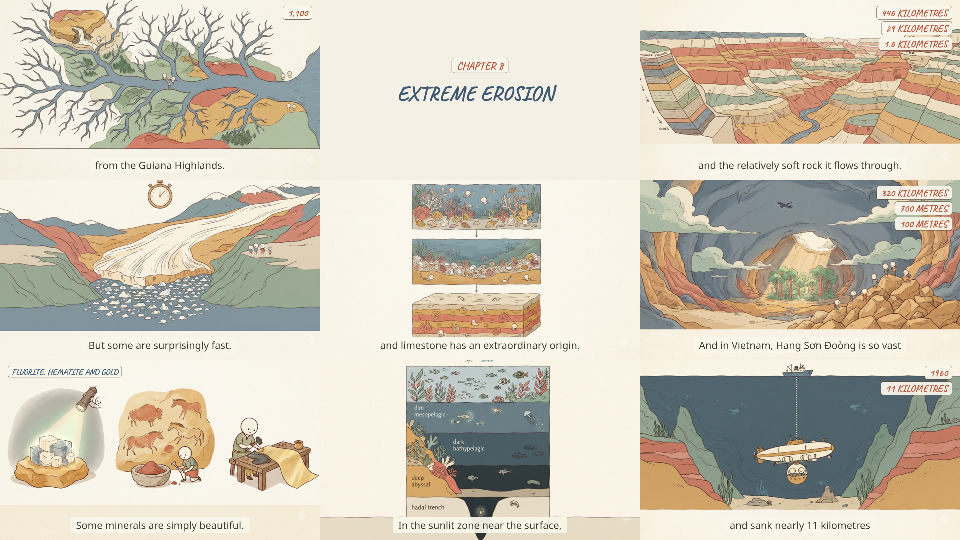 1,100
from the Guiana Highlands.
CHAPTER 8
EXTREME EROSION
446 KILOMETRES
29 KILOMETRES
1.6 KILOMETRES
and the relatively soft rock it flows through.
But some are surprisingly fast.
and limestone has an extraordinary origin.
320 KILOMETRES
700 METRES
100 METRES
And in Vietnam, Hang Sơn Đoòng is so vast
FLUORITE, HEMATITE AND GOLD
Some minerals are simply beautiful.
dim
mesopelagic
dark
bathypelagic
deep
abyssal
hadal trench
In the sunlit zone near the surface,
1960
11 KILOMETRES
and sank nearly 11 kilometres